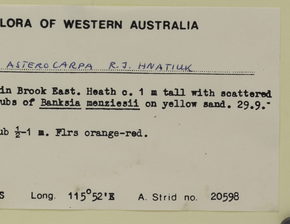 LORA OF WESTERN AUSTRALIA
ASTEROCARPA R.J. HNATIUK
in Brook East. Heath c. 1 m tall with scattered
ubs of Banksia menziesii on yellow sand. 29.9.
ub ½-1 m. Flrs orange-red.
S Long. 115°52'E A. Strid no. 20598